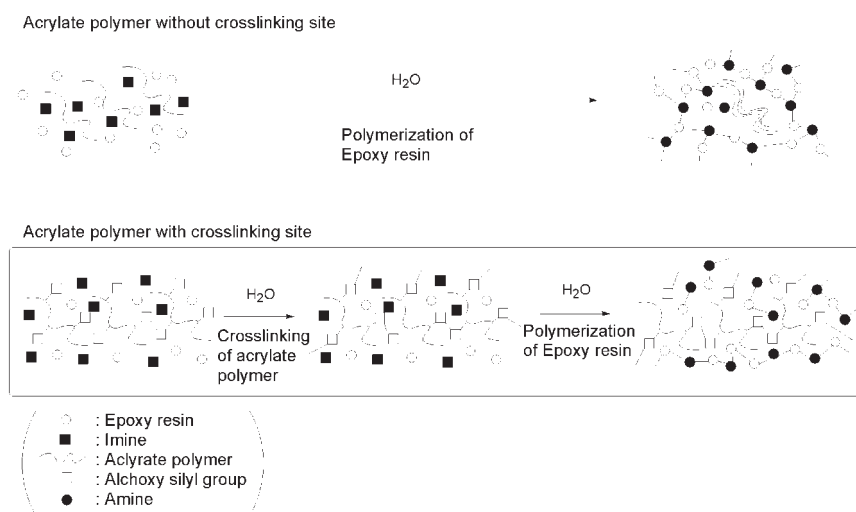 Acrylate polymer without crosslinking site
H₂O
Polymerization of
Epoxy resin
Acrylate polymer with crosslinking site
H₂O
Crosslinking
of acrylate
polymer
H₂O
Polymerization
of Epoxy resin
: Epoxy resin
: Imine
: Aclyrate polymer
: Alchoxy silyl group
: Amine